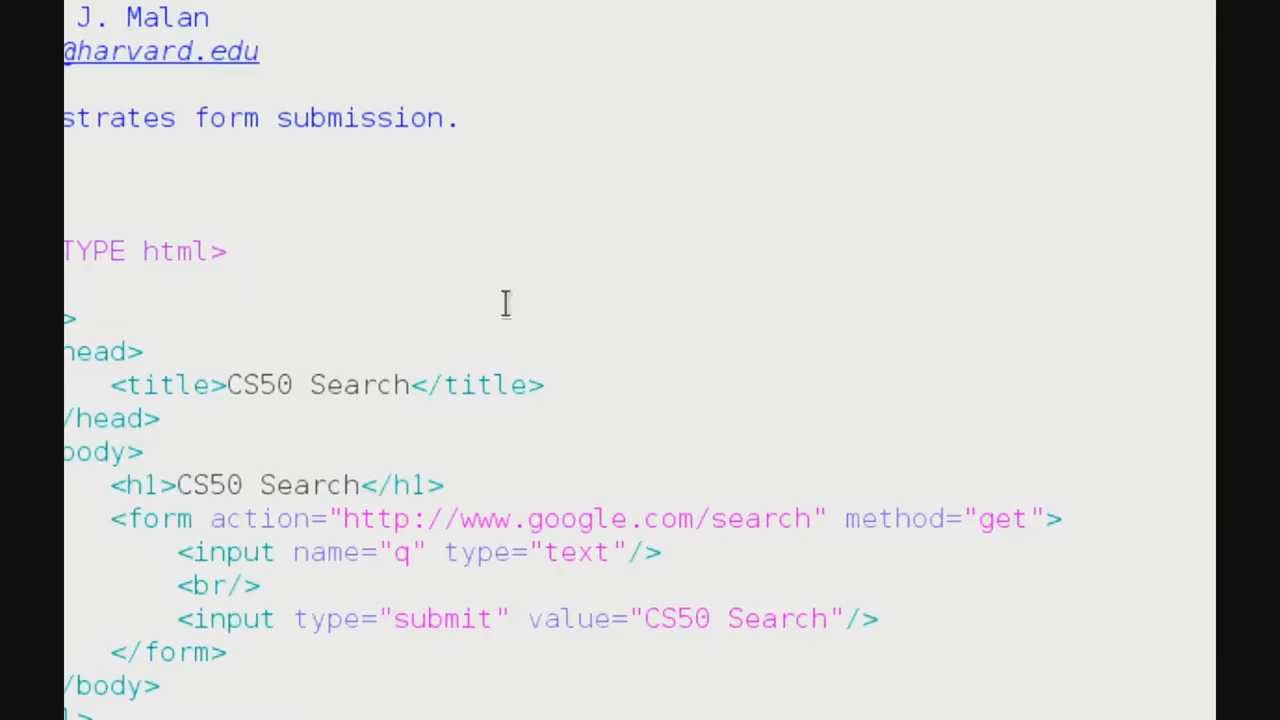 J. Malan
@harvard.edu
strates form submission.
TYPE html>
>
head>
<title>CS50 Search</title>
/head>
body>
<h1>CS50 Search</h1>
<form action="http://www.google.com/search" method="get">
<input name="q" type="text"/>
<br/>
<input type="submit" value="CS50 Search"/>
</form>
/body>
l>